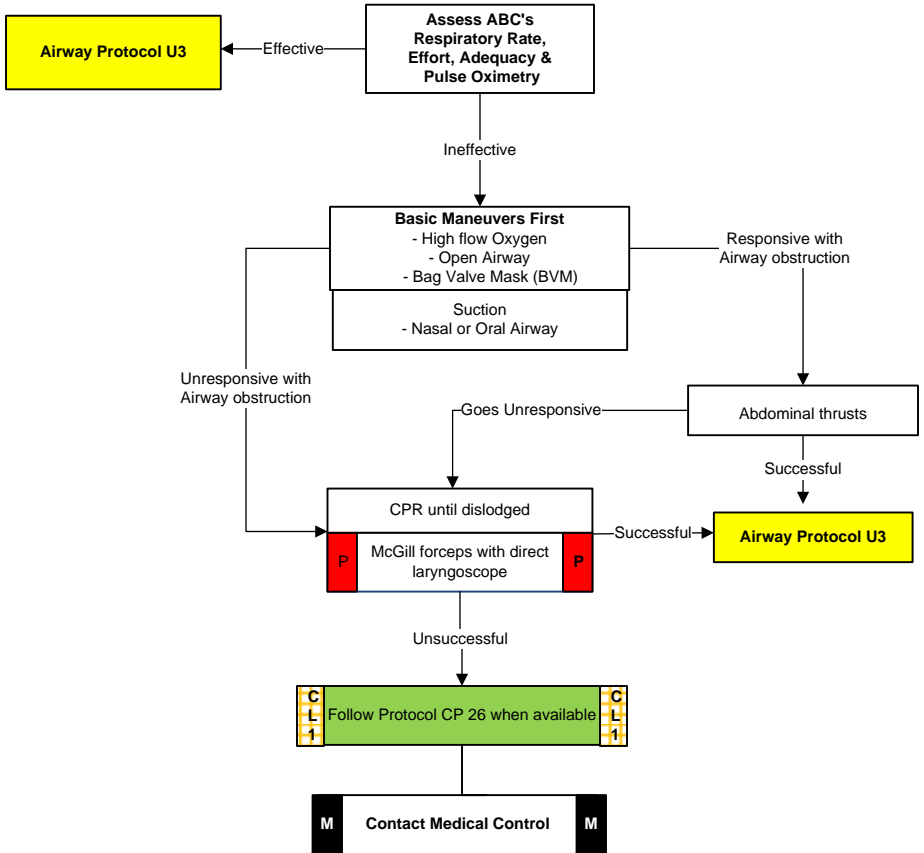 Assess ABC's
Respiratory Rate,
Effort, Adequacy &
Pulse Oximetry
Effective
Airway Protocol U3
Ineffective
Basic Maneuvers First
- High flow Oxygen
- Open Airway
- Bag Valve Mask (BVM)
Suction
- Nasal or Oral Airway
Responsive with
Airway obstruction
Unresponsive with
Airway obstruction
Abdominal thrusts
Goes Unresponsive
Successful
CPR until dislodged
P
McGill forceps with direct
laryngoscope
P
Successful
Airway Protocol U3
Unsuccessful
C
L
1
Follow Protocol CP 26 when available
C
L
1
M
Contact Medical Control
M